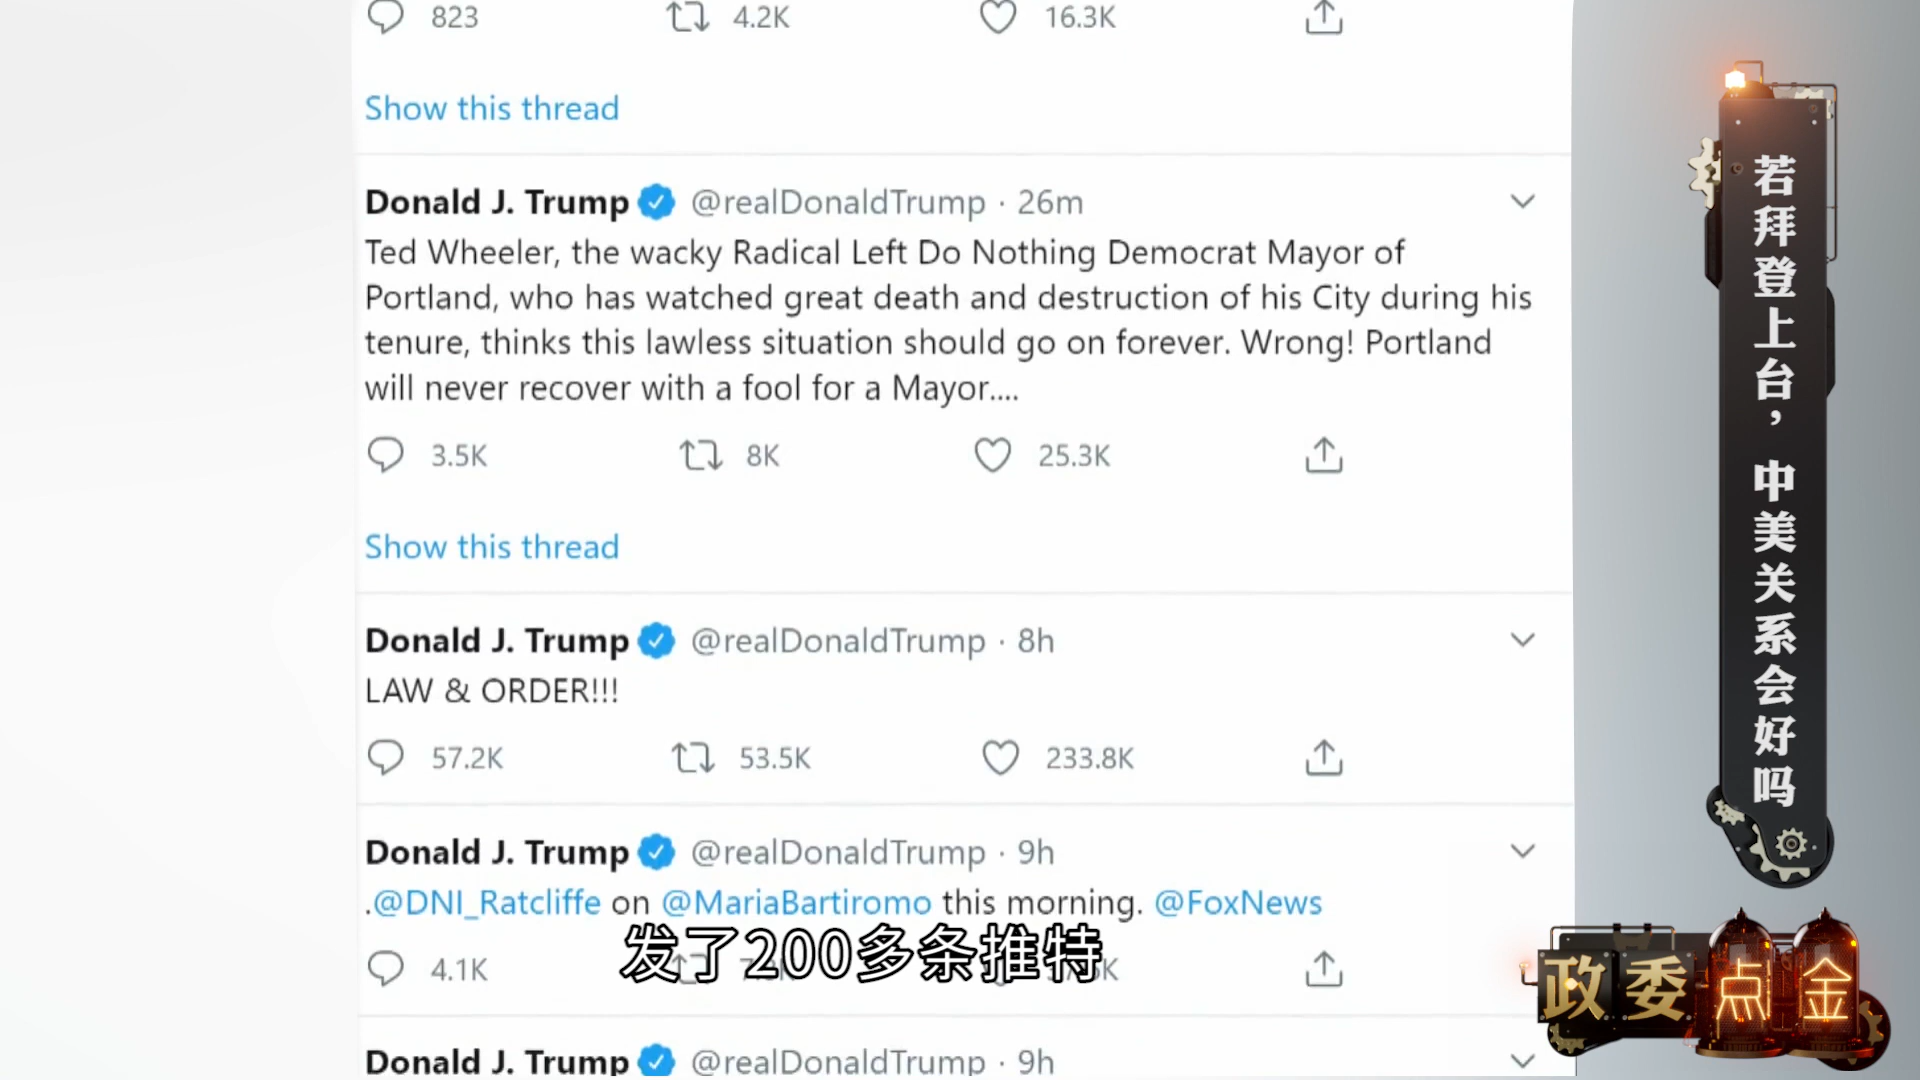 823 4.2K 16.3K
Show this thread
Donald J. Trump @realDonaldTrump · 26m
Ted Wheeler, the wacky Radical Left Do Nothing Democrat Mayor of
Portland, who has watched great death and destruction of his City during his
tenure, thinks this lawless situation should go on forever. Wrong! Portland
will never recover with a fool for a Mayor....
3.5K 8K 25.3K
Show this thread
Donald J. Trump @realDonaldTrump · 8h
LAW & ORDER!!!
57.2K 53.5K 233.8K
Donald J. Trump @realDonaldTrump · 9h
.@DNI_Ratcliffe on @MariaBartiromo this morning. @FoxNews
4.1K
发了200多条推特
Donald J. Trump @realDonaldTrump · 9h
若拜登上台，中美关系会好吗
政委点金